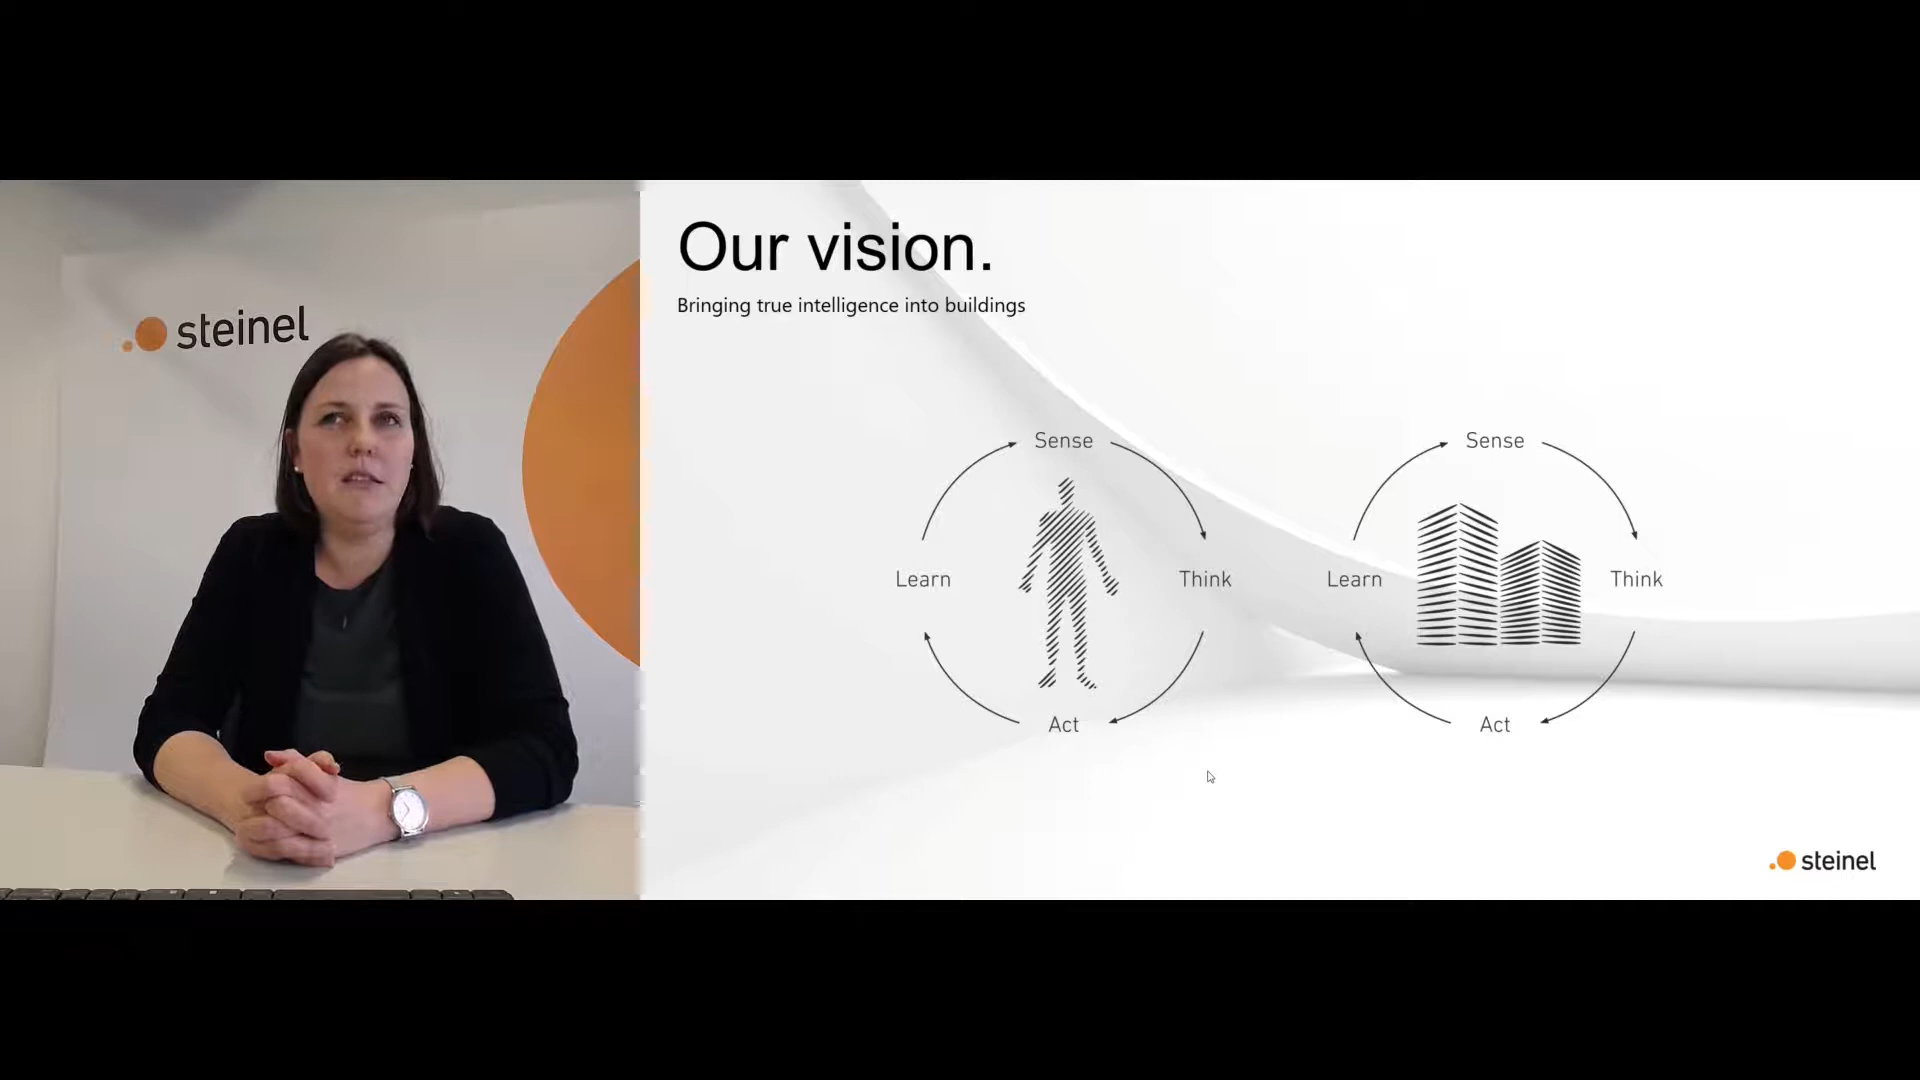 steinel
Our vision.
Bringing true intelligence into buildings
Sense
Think
Act
Learn
Sense
Think
Act
Learn
steinel